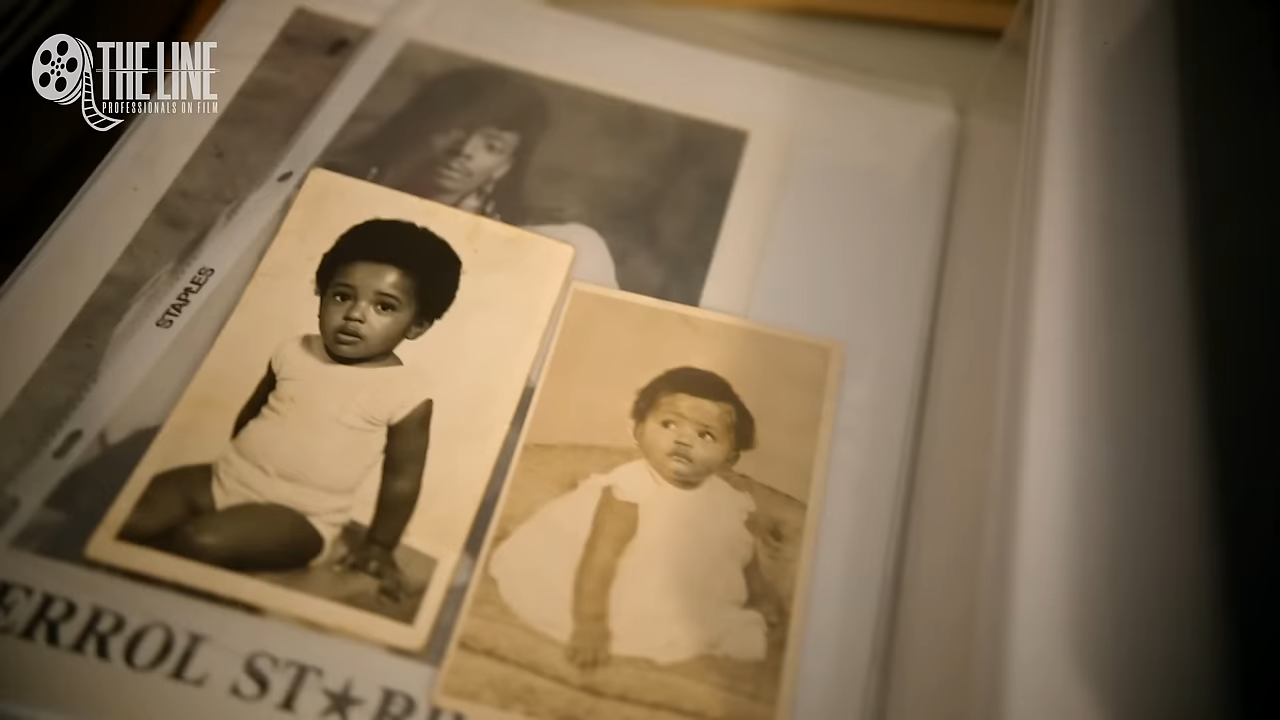 THE LINE
PROFESSIONALS ON FILM
STAPLES
ERROL ST★R